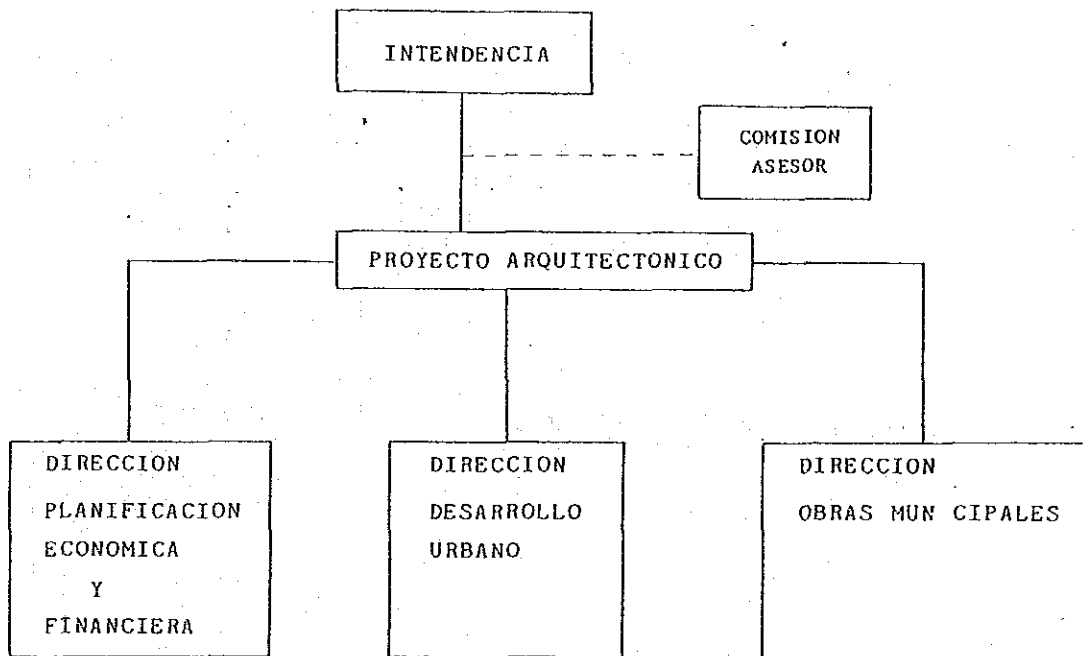 INTENDENCIA
COMISION
ASESOR
PROYECTO ARQUITECTONICO
DIRECCION
PLANIFICACION
ECONOMICA
Y
FINANCIERA
DIRECCION
DESARROLLO
URBANO
DIRECCION
OBRAS MUN CIPALES